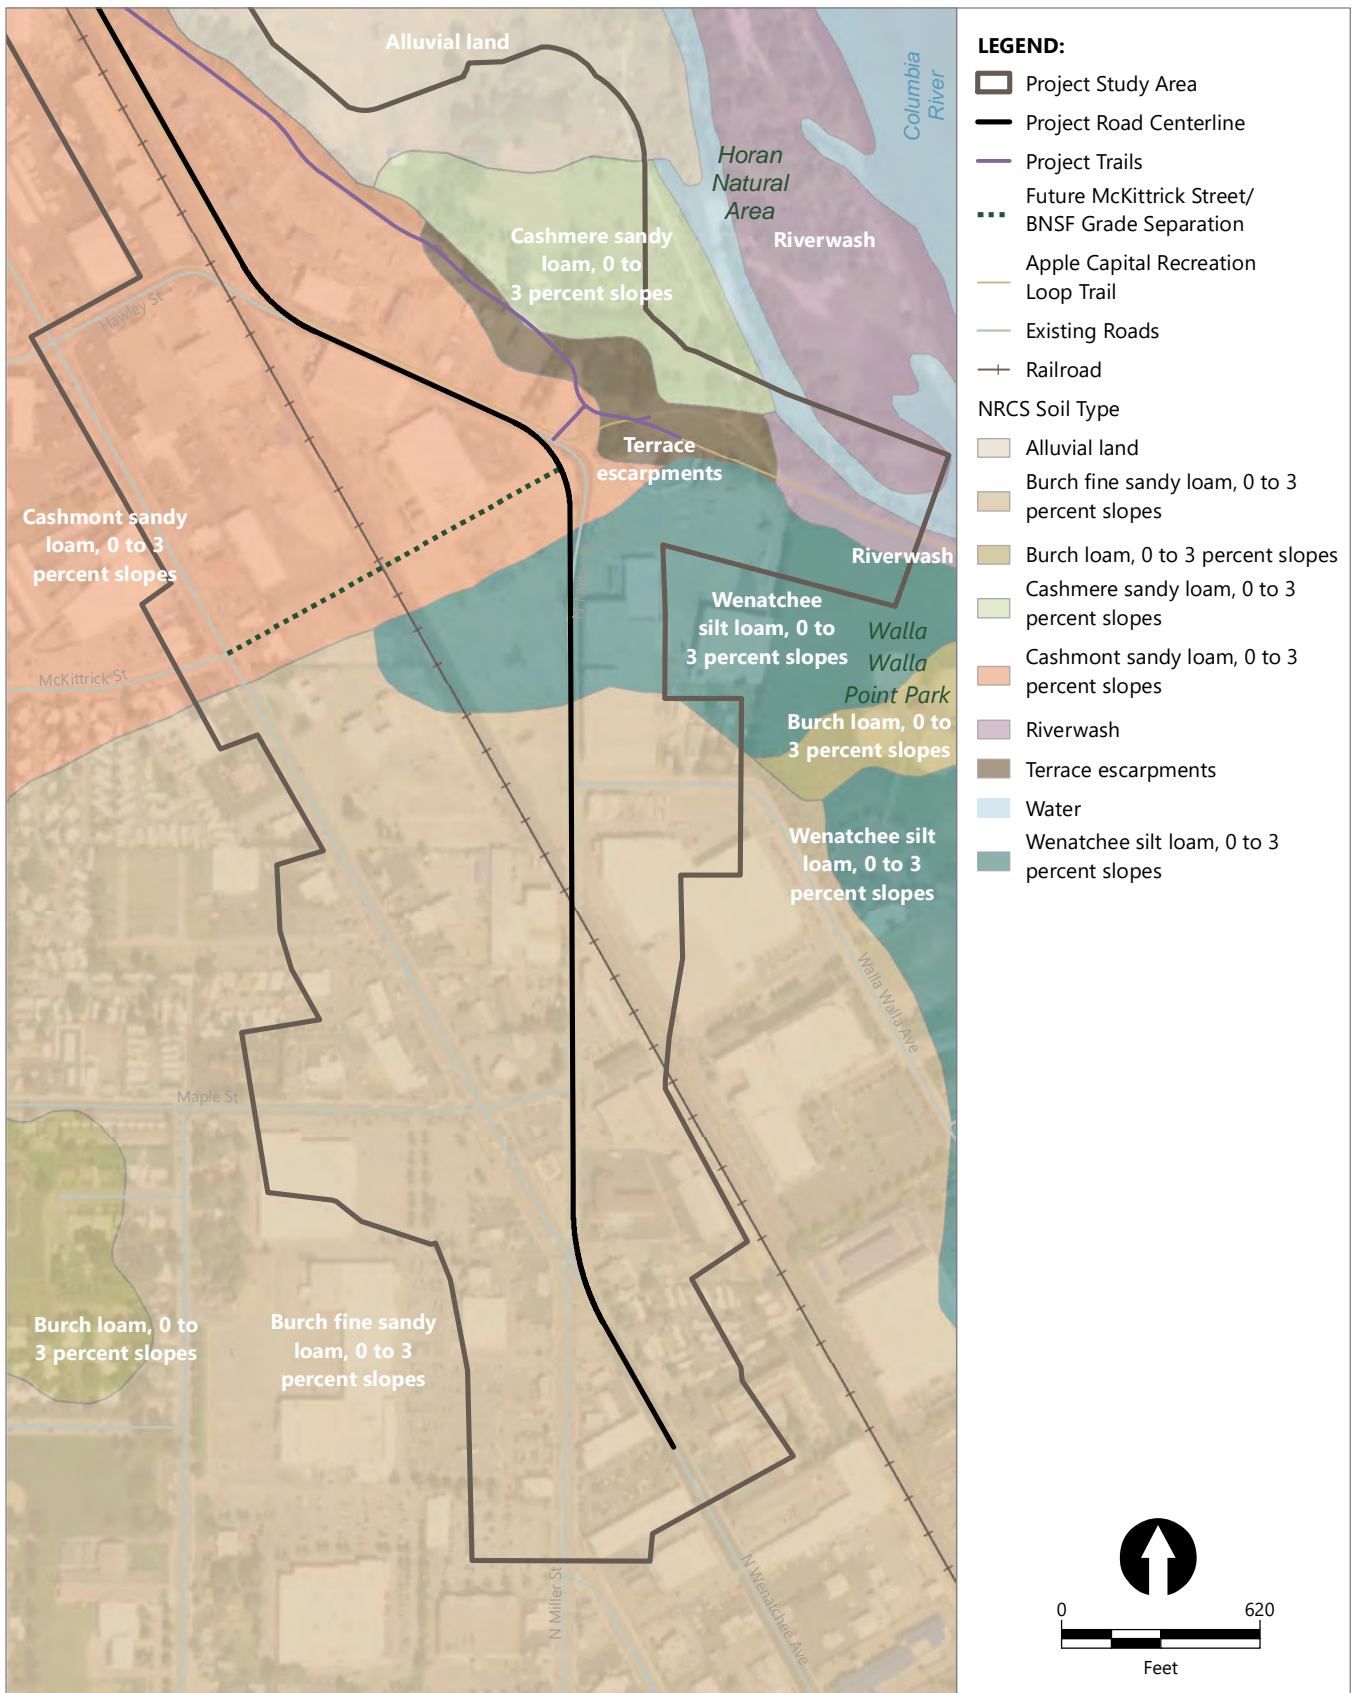 Alluvial land
Columbia
River
Horan
Natural
Area
Riverwash
Cashmere sandy
loam, 0 to
3 percent slopes
Hawley St
Terrace
escarpments
Cashmont sandy
loam, 0 to 3
percent slopes
Riverwash
Wenatchee
silt loam, 0 to
3 percent slopes
Walla
Walla
Point Park
McKittrick St
Burch loam, 0 to
3 percent slopes
Wenatchee silt
loam, 0 to 3
percent slopes
Walla Walla Ave
Maple St
Burch loam, 0 to
3 percent slopes
Burch fine sandy
loam, 0 to 3
percent slopes
N Miller St
N Wenatchee Ave
LEGEND:
Project Study Area
Project Road Centerline
Project Trails
Future McKittrick Street/
BNSF Grade Separation
Apple Capital Recreation
Loop Trail
Existing Roads
Railroad
NRCS Soil Type
Alluvial land
Burch fine sandy loam, 0 to 3
percent slopes
Burch loam, 0 to 3 percent slopes
Cashmere sandy loam, 0 to 3
percent slopes
Cashmont sandy loam, 0 to 3
percent slopes
Riverwash
Terrace escarpments
Water
Wenatchee silt loam, 0 to 3
percent slopes
0 620
Feet